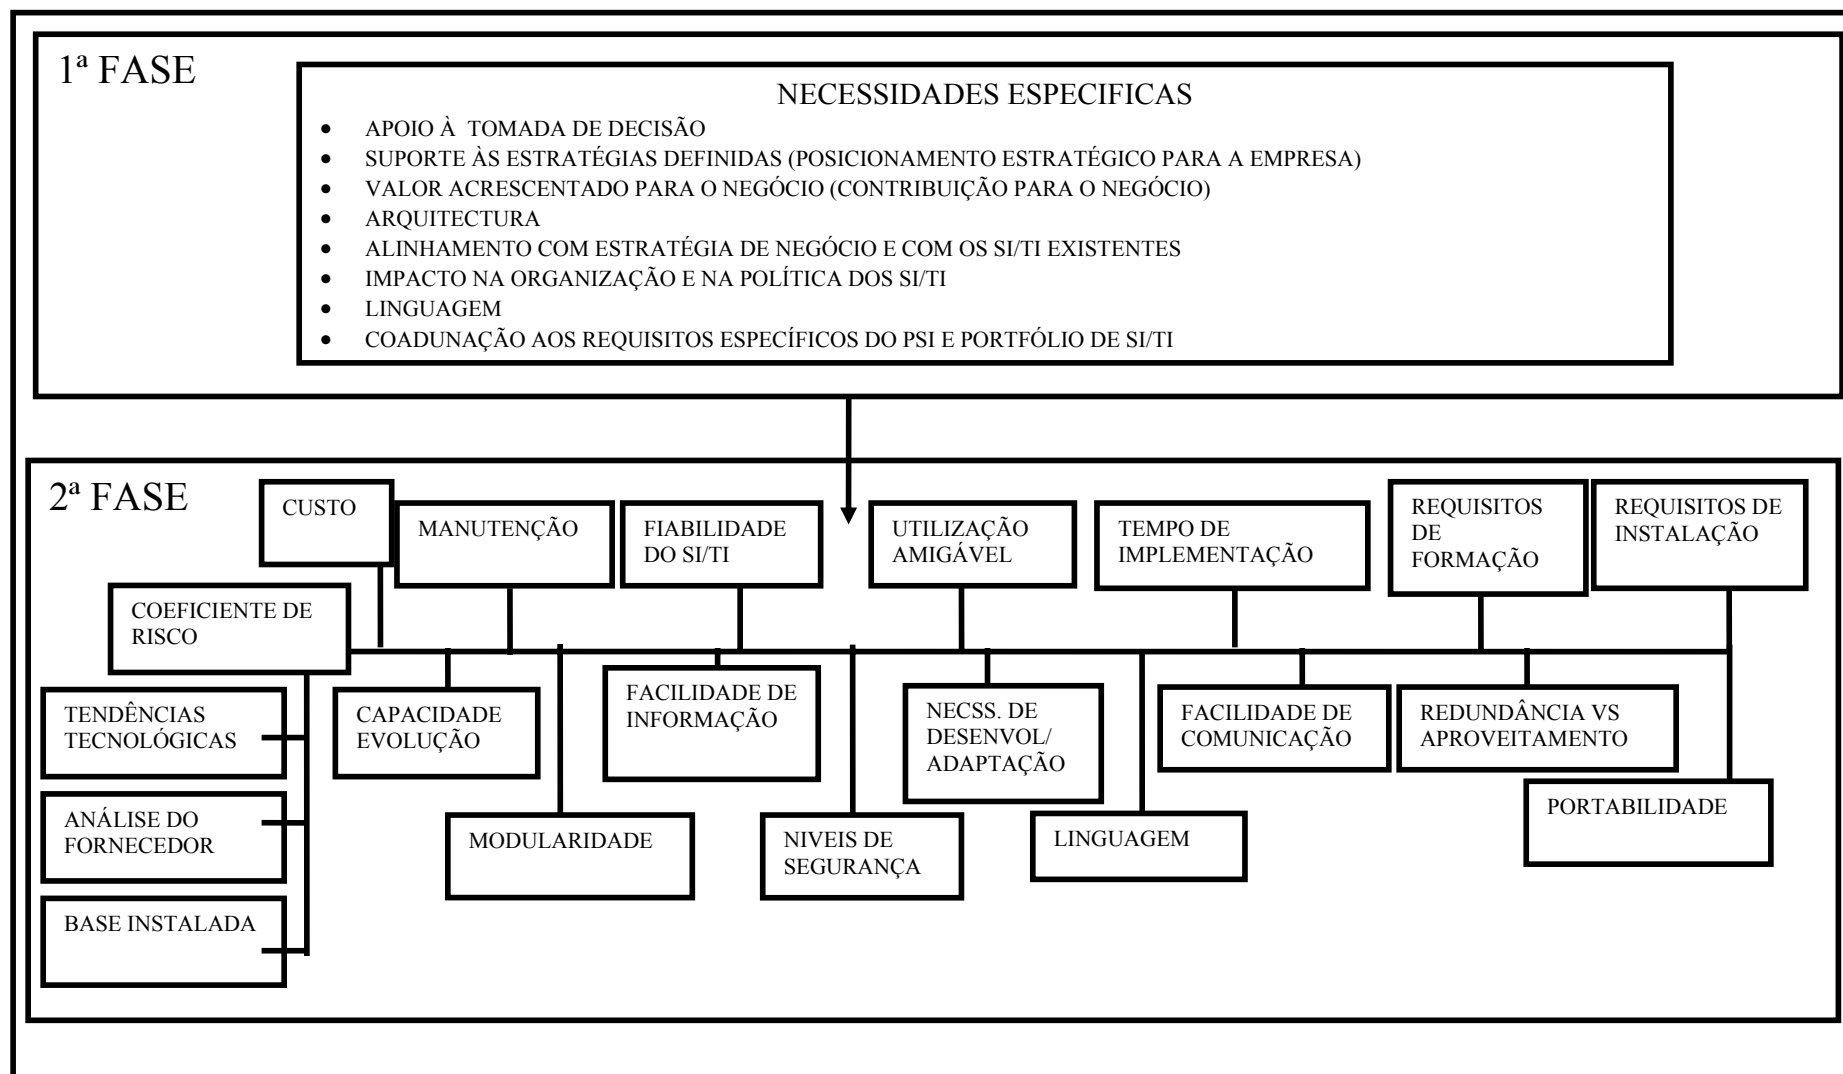 1ª FASE
NECESSIDADES ESPECIFICAS
• APOIO À TOMADA DE DECISÃO
• SUPORTE ÀS ESTRATÉGIAS DEFINIDAS (POSICIONAMENTO ESTRATÉGICO PARA A EMPRESA)
• VALOR ACRESCENTADO PARA O NEGÓCIO (CONTRIBUIÇÃO PARA O NEGÓCIO)
• ARQUITECTURA
• ALINHAMENTO COM ESTRATÉGIA DE NEGÓCIO E COM OS SI/TI EXISTENTES
• IMPACTO NA ORGANIZAÇÃO E NA POLÍTICA DOS SI/TI
• LINGUAGEM
• COADUNAÇÃO AOS REQUISITOS ESPECÍFICOS DO PSI E PORTFÓLIO DE SI/TI
2ª FASE
CUSTO
MANUTENÇÃO
FIABILIDADE
DO SI/TI
UTILIZAÇÃO
AMIGÁVEL
TEMPO DE
IMPLEMENTAÇÃO
REQUISITOS
DE
FORMAÇÃO
REQUISITOS DE
INSTALAÇÃO
COEFICIENTE DE
RISCO
TENDÊNCIAS
TECNOLÓGICAS
CAPACIDADE
EVOLUÇÃO
FACILIDADE DE
INFORMAÇÃO
NECSS. DE
DESENVOL/
ADAPTAÇÃO
FACILIDADE DE
COMUNICAÇÃO
REDUNDÂNCIA VS
APROVEITAMENTO
ANÁLISE DO
FORNECEDOR
MODULARIDADE
NIVEIS DE
SEGURANÇA
LINGUAGEM
PORTABILIDADE
BASE INSTALADA